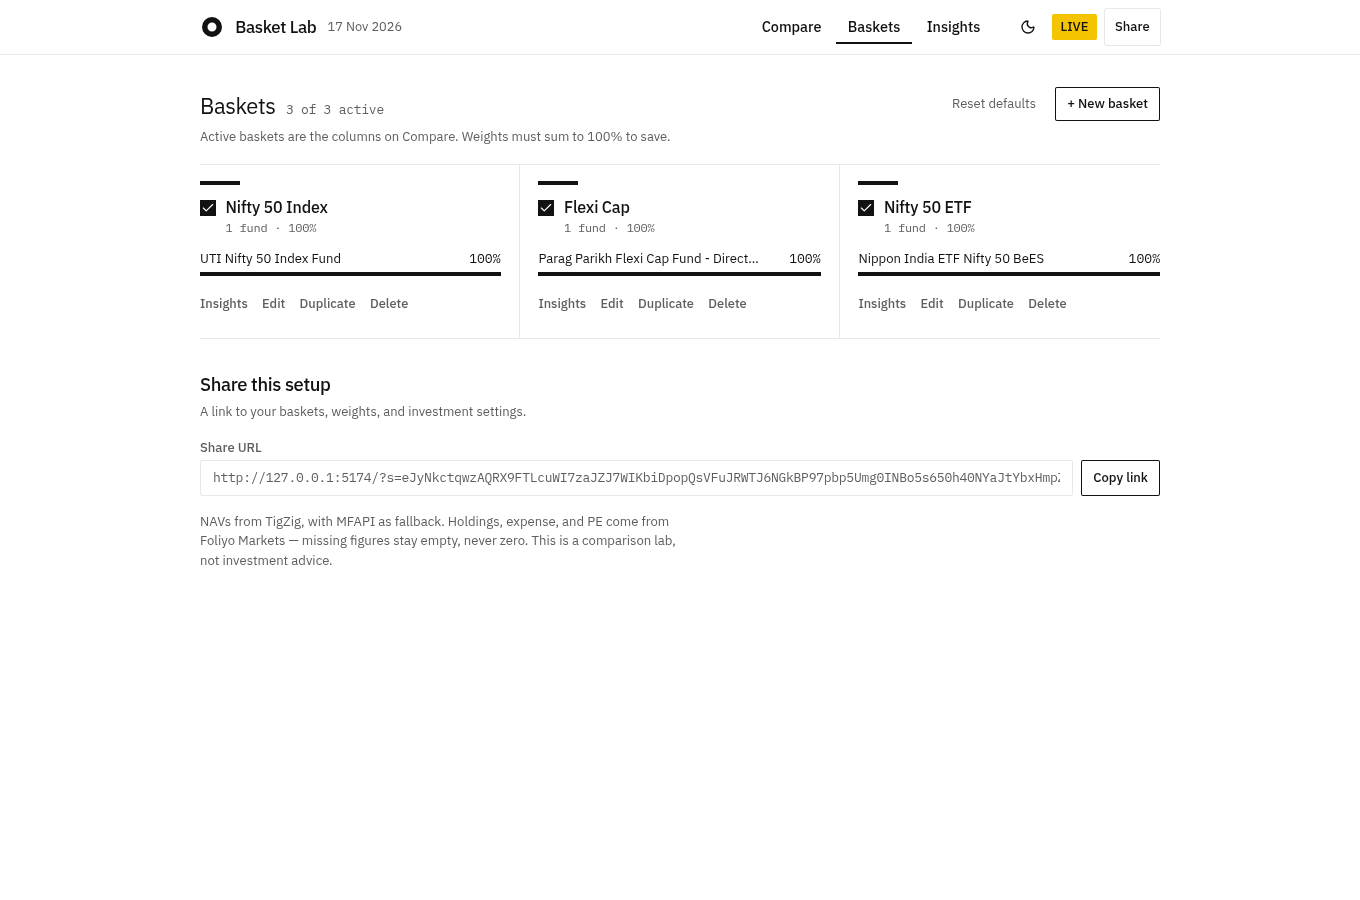 Basket Lab 17 Nov 2026
Compare Baskets Insights LIVE Share
Baskets 3 of 3 active
Reset defaults + New basket
Active baskets are the columns on Compare. Weights must sum to 100% to save.
Nifty 50 Index
1 fund · 100%
UTI Nifty 50 Index Fund 100%
Insights Edit Duplicate Delete
Flexi Cap
1 fund · 100%
Parag Parikh Flexi Cap Fund - Direct... 100%
Insights Edit Duplicate Delete
Nifty 50 ETF
1 fund · 100%
Nippon India ETF Nifty 50 BeES 100%
Insights Edit Duplicate Delete
Share this setup
A link to your baskets, weights, and investment settings.
Share URL
http://127.0.0.1:5174/?s=eJyNkctqwzAQRX9FTLcuWI7zaJZJ7WIKbiDpopQsVFuJRWTJ6NGkBP97pbp5Umg0INBo5s650h40NYaJtYbxHmp
Copy link
NAVs from TigZig, with MFAPI as fallback. Holdings, expense, and PE come from
Foliyo Markets — missing figures stay empty, never zero. This is a comparison lab,
not investment advice.